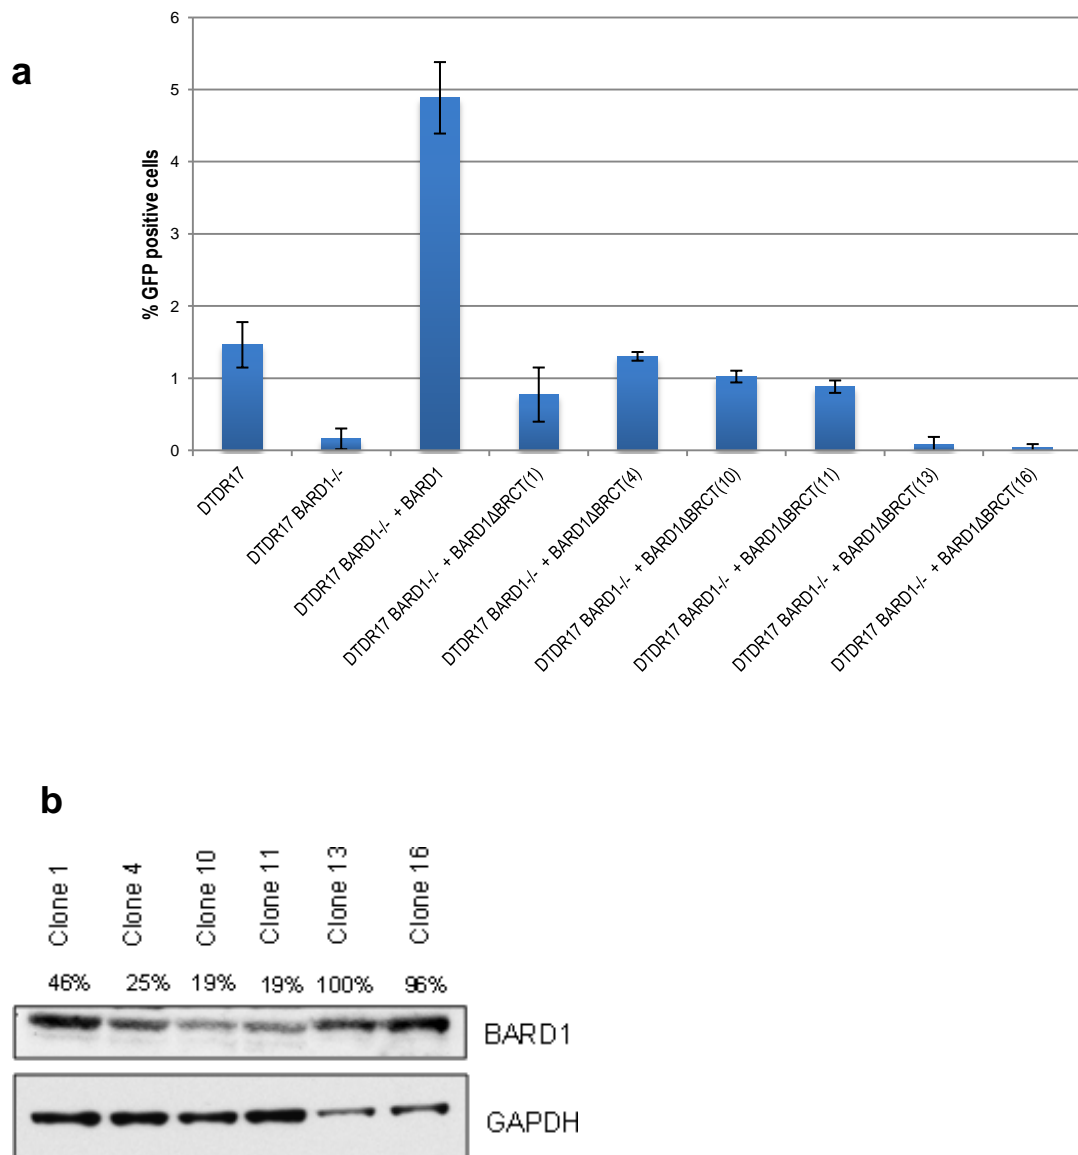 a
% GFP positive cells
6
5
4
3
2
1
0
DTDR17
DTDR17 BARD1-/-
DTDR17 BARD1-/- + BARD1
DTDR17 BARD1-/- + BARD1ΔBRCT(1)
DTDR17 BARD1-/- + BARD1ΔBRCT(4)
DTDR17 BARD1-/- + BARD1ΔBRCT(10)
DTDR17 BARD1-/- + BARD1ΔBRCT(11)
DTDR17 BARD1-/- + BARD1ΔBRCT(13)
DTDR17 BARD1-/- + BARD1ΔBRCT(16)
b
Clone 1
Clone 4
Clone 10
Clone 11
Clone 13
Clone 16
46% 25% 19% 19% 100% 96%
BARD1
GAPDH